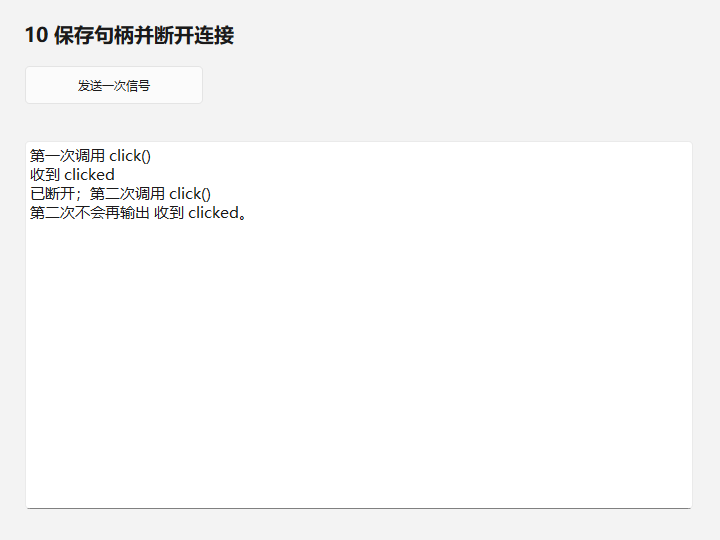 10 保存句柄并断开连接
发送一次信号
第一次调用 click()
收到 clicked
已断开；第二次调用 click()
第二次不会再输出 收到 clicked。